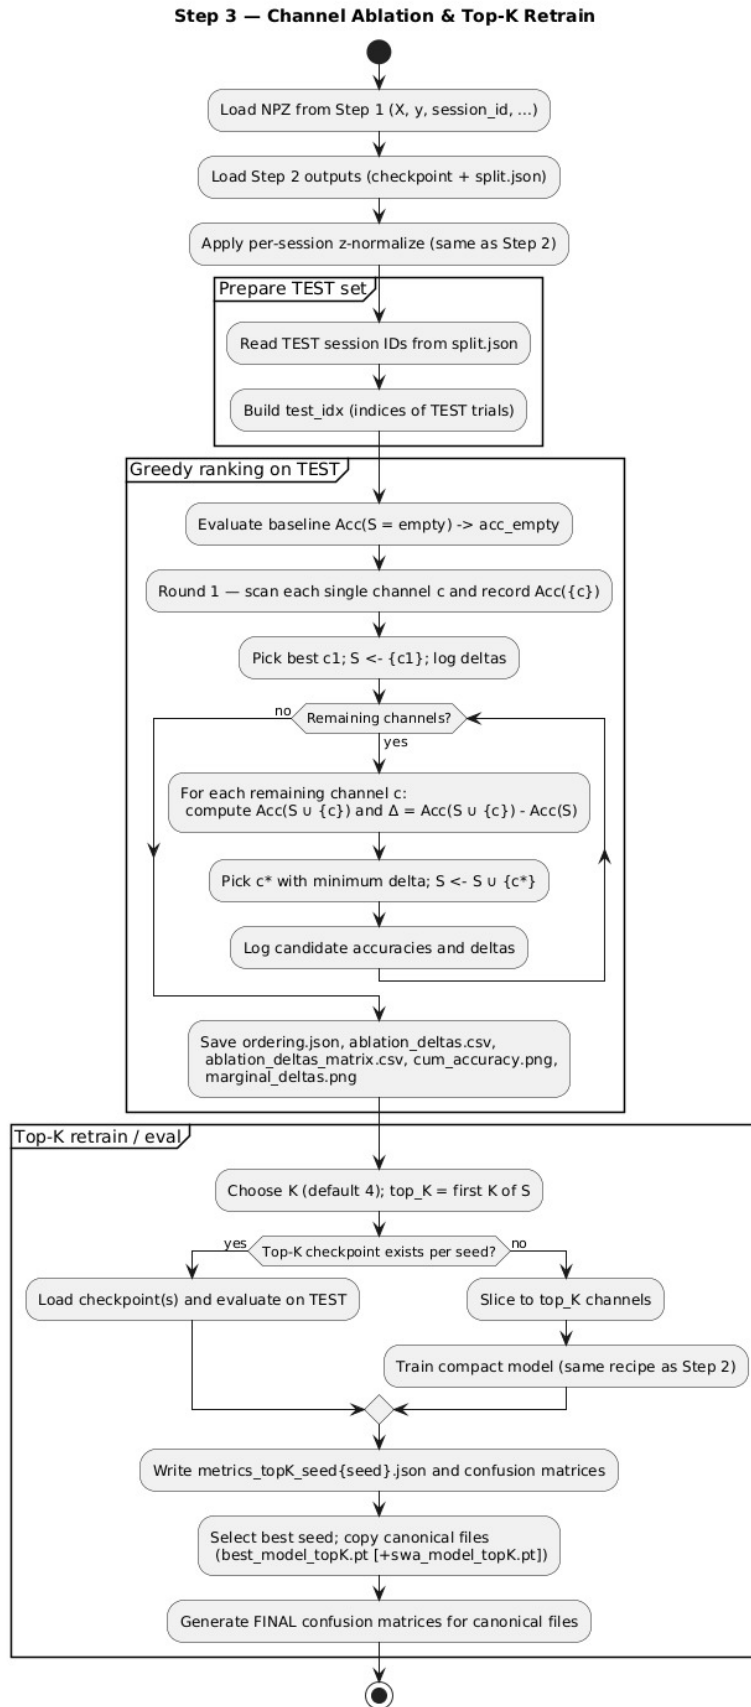 Step 3 — Channel Ablation & Top-K Retrain
Load NPZ from Step 1 (X, y, session_id, ...)
Load Step 2 outputs (checkpoint + split.json)
Apply per-session z-normalize (same as Step 2)
Prepare TEST set
Read TEST session IDs from split.json
Build test_idx (indices of TEST trials)
Greedy ranking on TEST
Evaluate baseline Acc(S = empty) -> acc_empty
Round 1 — scan each single channel c and record Acc({c})
Pick best c1; S <- {c1}; log deltas
no
Remaining channels?
yes
For each remaining channel c:
compute Acc(S ∪ {c}) and Δ = Acc(S ∪ {c}) - Acc(S)
Pick c* with minimum delta; S <- S ∪ {c*}
Log candidate accuracies and deltas
Save ordering.json, ablation_deltas.csv,
ablation_deltas_matrix.csv, cum_accuracy.png,
marginal_deltas.png
Top-K retrain / eval
Choose K (default 4); top_K = first K of S
yes
Top-K checkpoint exists per seed?
no
Load checkpoint(s) and evaluate on TEST
Slice to top_K channels
Train compact model (same recipe as Step 2)
Write metrics_topK_seed{seed}.json and confusion matrices
Select best seed; copy canonical files
(best_model_topK.pt [+swa_model_topK.pt])
Generate FINAL confusion matrices for canonical files